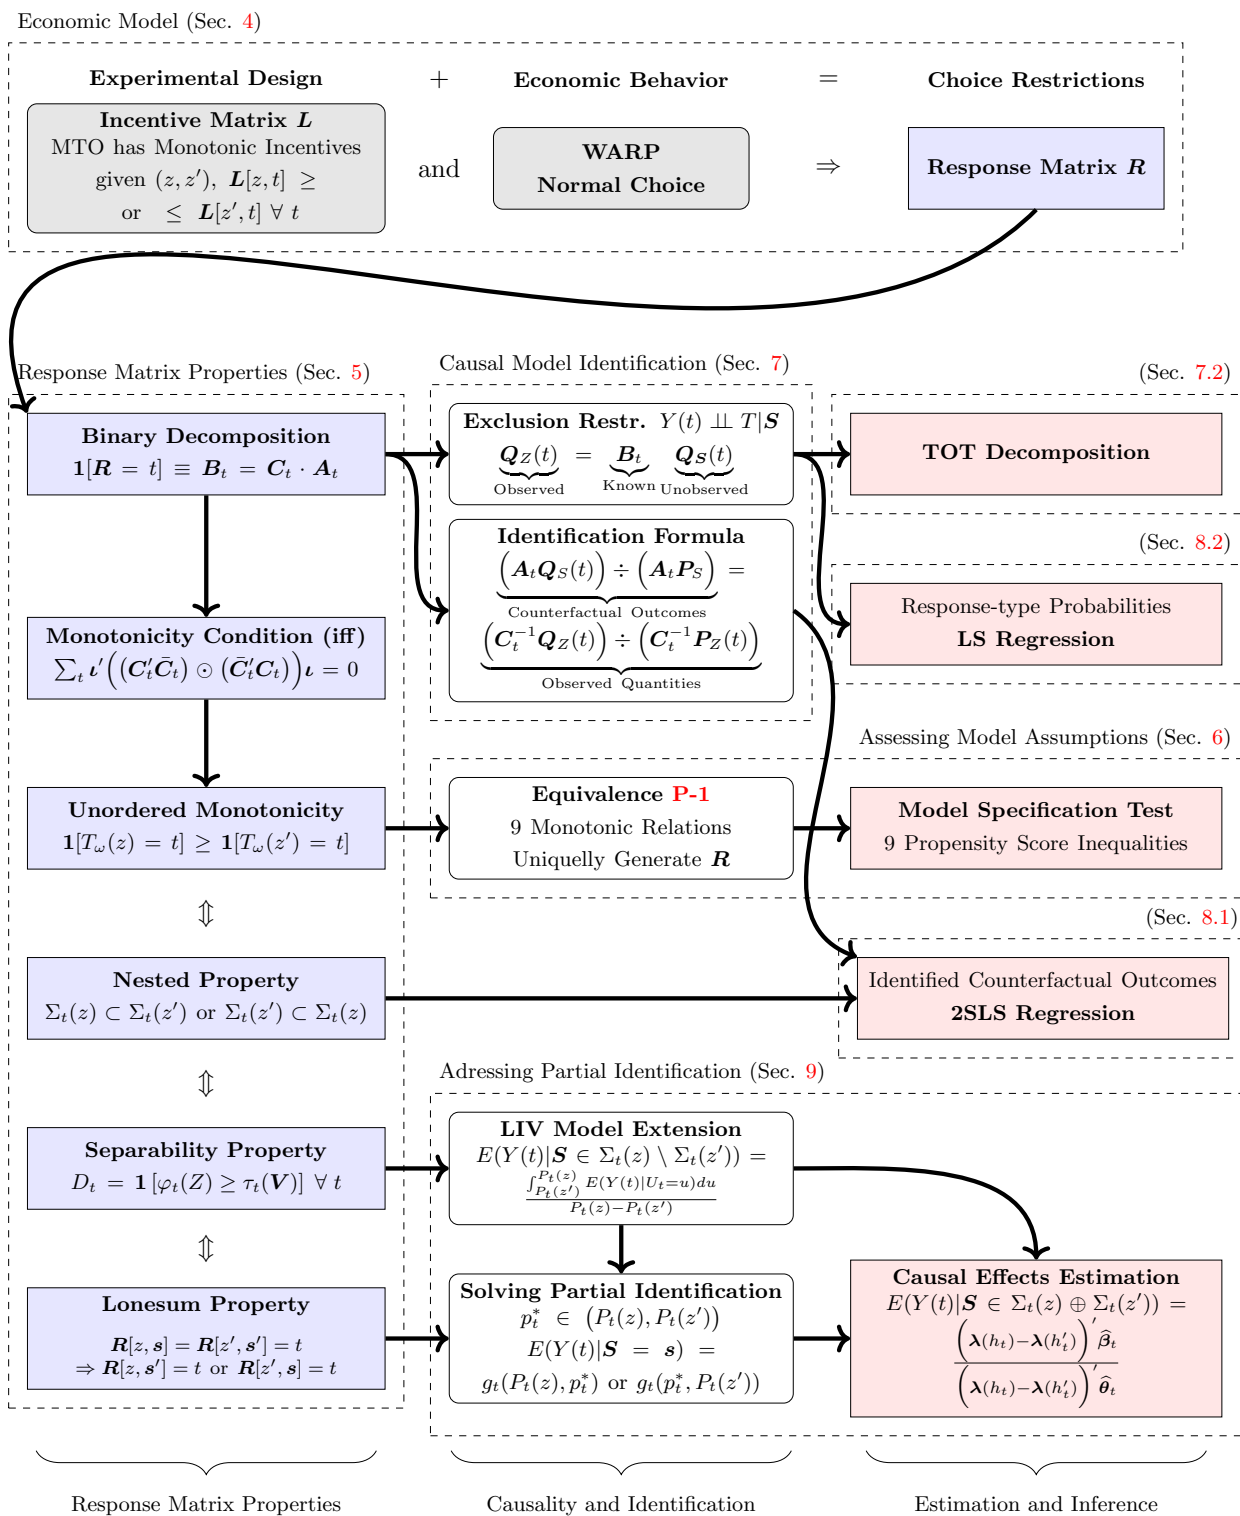 Economic Model (Sec. 4)
Experimental Design + Economic Behavior = Choice Restrictions
Incentive Matrix L
MTO has Monotonic Incentives
given (z, z′), L[z, t] ≥
or ≤ L[z′, t] ∀ t
and
WARP
Normal Choice
⇒
Response Matrix R
Response Matrix Properties (Sec. 5)
Binary Decomposition
1[R = t] ≡ B_t = C_t · A_t
Monotonicity Condition (iff)
∑_t ι′((C′_t C̄_t) ⊙ (C̄′_t C_t))ι = 0
Unordered Monotonicity
1[T_ω(z) = t] ≥ 1[T_ω(z′) = t]
⇕
Nested Property
Σ_t(z) ⊂ Σ_t(z′) or Σ_t(z′) ⊂ Σ_t(z)
⇕
Separability Property
D_t = 1 [φ_t(Z) ≥ τ_t(V)] ∀ t
⇕
Lonesum Property
R[z, s] = R[z′, s′] = t
⇒ R[z, s′] = t or R[z′, s] = t
Causal Model Identification (Sec. 7)
Exclusion Restr. Y(t) ⫫ T|S
Q_Z(t) = B_t Q_S(t)
Observed Known Unobserved
Identification Formula
(A_t Q_S(t)) ÷ (A_t P_S) =
Counterfactual Outcomes
(C_t^{-1} Q_Z(t)) ÷ (C_t^{-1} P_Z(t))
Observed Quantities
(Sec. 7.2)
TOT Decomposition
(Sec. 8.2)
Response-type Probabilities
LS Regression
Assessing Model Assumptions (Sec. 6)
Equivalence P-1
9 Monotonic Relations
Uniquelly Generate R
Model Specification Test
9 Propensity Score Inequalities
(Sec. 8.1)
Identified Counterfactual Outcomes
2SLS Regression
Adressing Partial Identification (Sec. 9)
LIV Model Extension
E(Y(t)|S ∈ Σ_t(z) \ Σ_t(z′)) =
∫_{P_t(z′)}^{P_t(z)} E(Y(t)|U_t=u)du
P_t(z)−P_t(z′)
Solving Partial Identification
p*_t ∈ (P_t(z), P_t(z′))
E(Y(t)|S = s) =
g_t(P_t(z), p*_t) or g_t(p*_t, P_t(z′))
Causal Effects Estimation
E(Y(t)|S ∈ Σ_t(z) ⊕ Σ_t(z′)) =
(λ(h_t)−λ(h′_t))′ β̂_t
(λ(h_t)−λ(h′_t))′ θ̂_t
Response Matrix Properties
Causality and Identification
Estimation and Inference